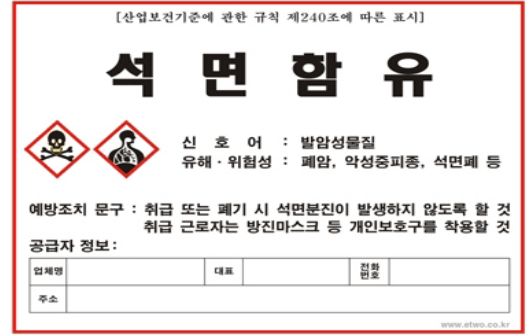 [산업보건기준에 관한 규칙 제240조에 따른 표시]
석면함유
신 호 어 : 발암성물질
유해·위험성 : 폐암, 악성중피종, 석면폐 등
예방조치 문구 : 취급 또는 폐기 시 석면분진이 발생하지 않도록 할 것
취급 근로자는 방진마스크 등 개인보호구를 착용할 것
공급자 정보:
업체명 대표 전화번호
주소
www.etwo.co.kr